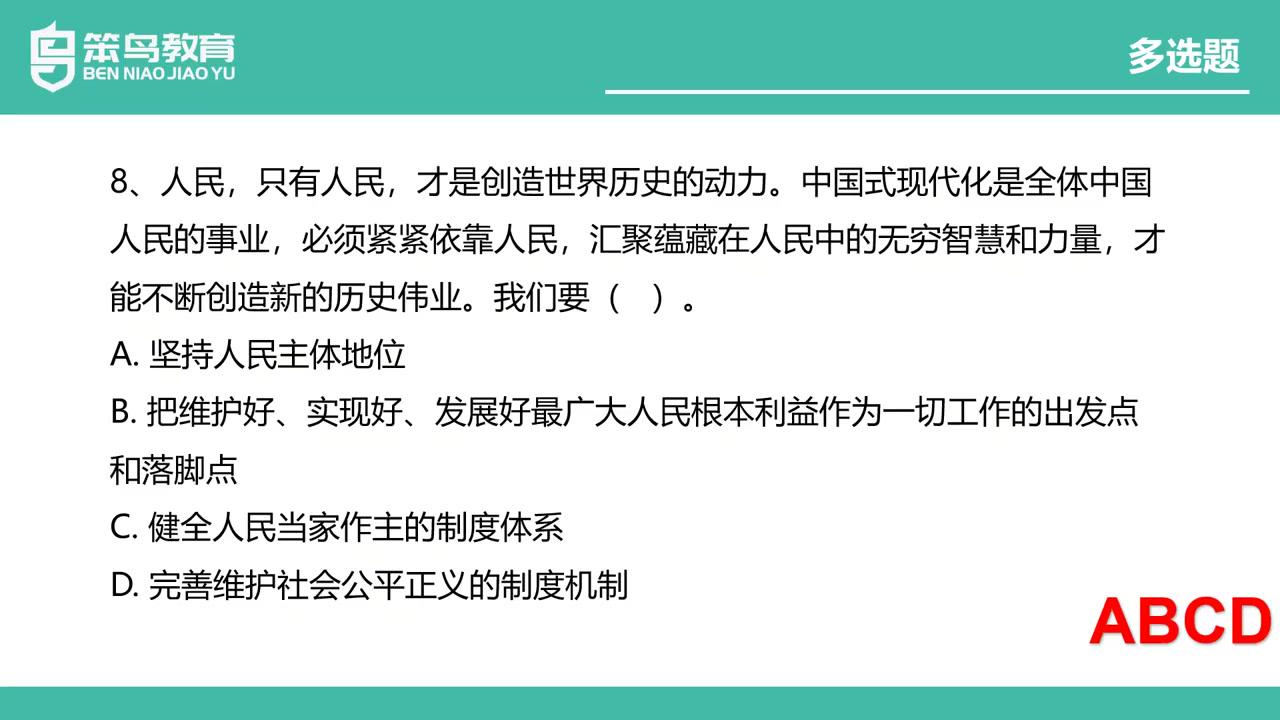 笨鸟教育
BEN NIAO JIAO YU
多选题
8、人民，只有人民，才是创造世界历史的动力。中国式现代化是全体中国
人民的事业，必须紧紧依靠人民，汇聚蕴藏在人民中的无穷智慧和力量，才
能不断创造新的历史伟业。我们要（　）。
A. 坚持人民主体地位
B. 把维护好、实现好、发展好最广大人民根本利益作为一切工作的出发点
和落脚点
C. 健全人民当家作主的制度体系
D. 完善维护社会公平正义的制度机制
ABCD